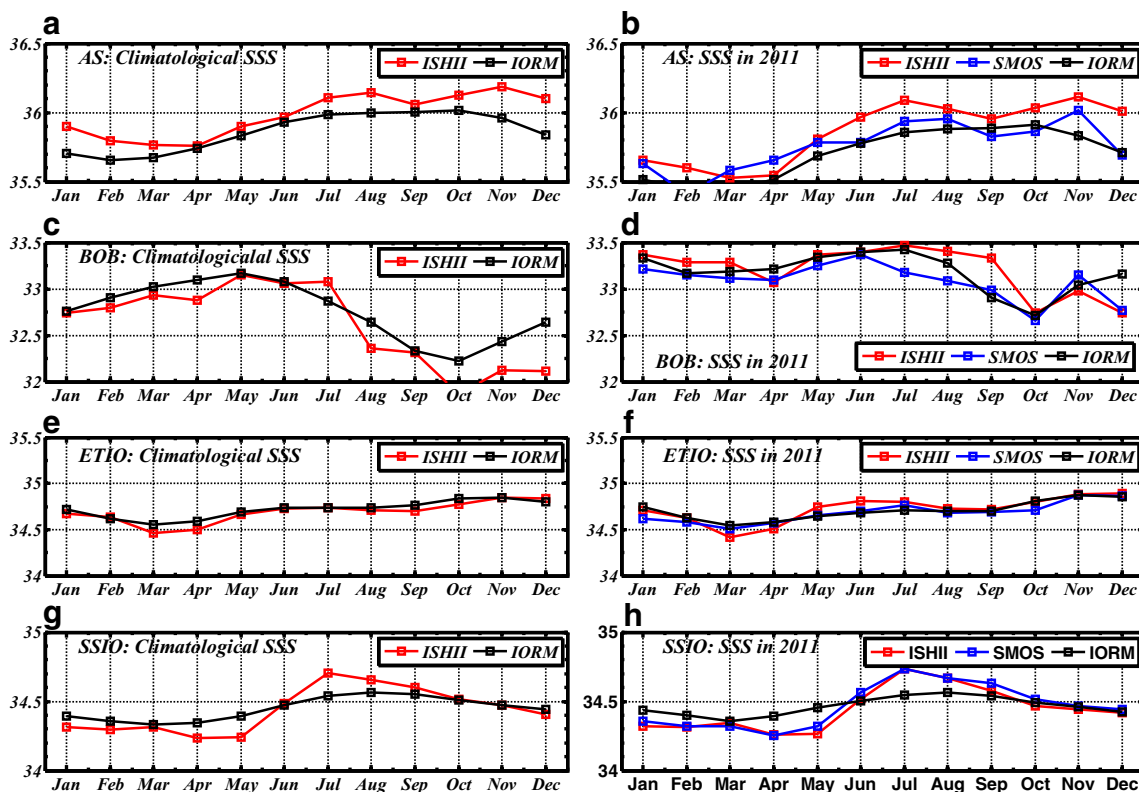 a
AS: Climatological SSS
ISHII IORM
36.5
36
35.5
Jan Feb Mar Apr May Jun Jul Aug Sep Oct Nov Dec
b
AS: SSS in 2011
ISHII SMOS IORM
36.5
36
35.5
Jan Feb Mar Apr May Jun Jul Aug Sep Oct Nov Dec
c
BOB: Climatologicalal SSS
ISHII IORM
33.5
33
32.5
32
Jan Feb Mar Apr May Jun Jul Aug Sep Oct Nov Dec
d
33.5
33
32.5
32
ISHII SMOS IORM
BOB: SSS in 2011
Jan Feb Mar Apr May Jun Jul Aug Sep Oct Nov Dec
e
ETIO: Climatological SSS
ISHII IORM
35.5
35
34.5
34
Jan Feb Mar Apr May Jun Jul Aug Sep Oct Nov Dec
f
ETIO: SSS in 2011
ISHII SMOS IORM
35.5
35
34.5
34
Jan Feb Mar Apr May Jun Jul Aug Sep Oct Nov Dec
g
SSIO: Climatological SSS
ISHII IORM
35
34.5
34
Jan Feb Mar Apr May Jun Jul Aug Sep Oct Nov Dec
h
SSIO: SSS in 2011
ISHII SMOS IORM
35
34.5
34
Jan Feb Mar Apr May Jun Jul Aug Sep Oct Nov Dec